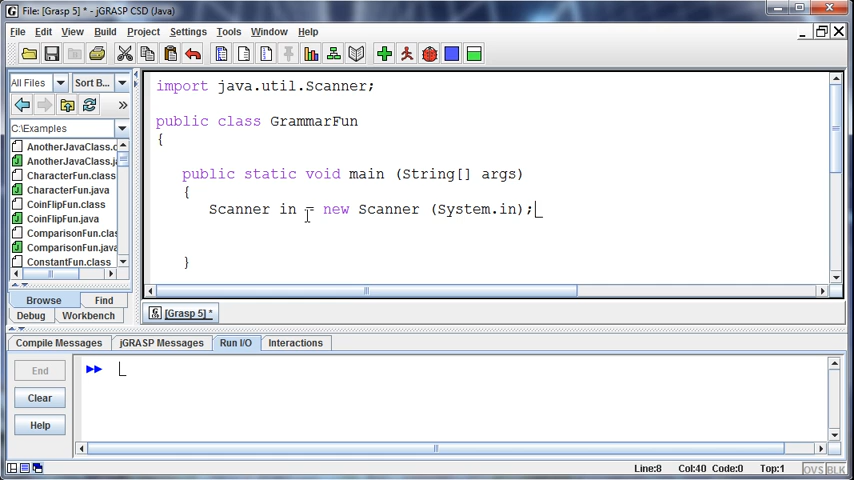 File: [Grasp 5] * - jGRASP CSD (Java)
File Edit View Build Project Settings Tools Window Help
All Files Sort B...
C:\Examples
AnotherJavaClass.c
AnotherJavaClass.ja
CharacterFun.class
CharacterFun.java
CoinFlipFun.class
CoinFlipFun.java
ComparisonFun.class
ComparisonFun.java
ConstantFun.class
Browse Find
Debug Workbench
import java.util.Scanner;
public class GrammarFun
{
public static void main (String[] args)
{
Scanner in = new Scanner (System.in);
}
[Grasp 5] *
Compile Messages jGRASP Messages Run I/O Interactions
End
Clear
Help
Line:8 Col:40 Code:0 Top:1 OVS BLK